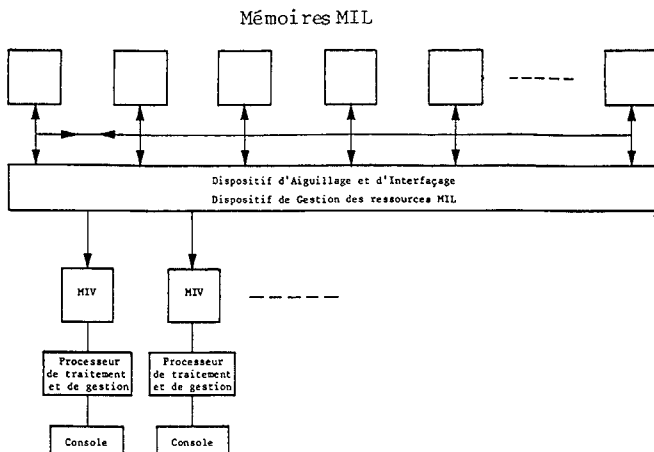 Mémoires MIL
Dispositif d'Aiguillage et d'Interfaçage
Dispositif de Gestion des ressources MIL
MIV
MIV
Processeur
de traitement
et de gestion
Processeur
de traitement
et de gestion
Console
Console